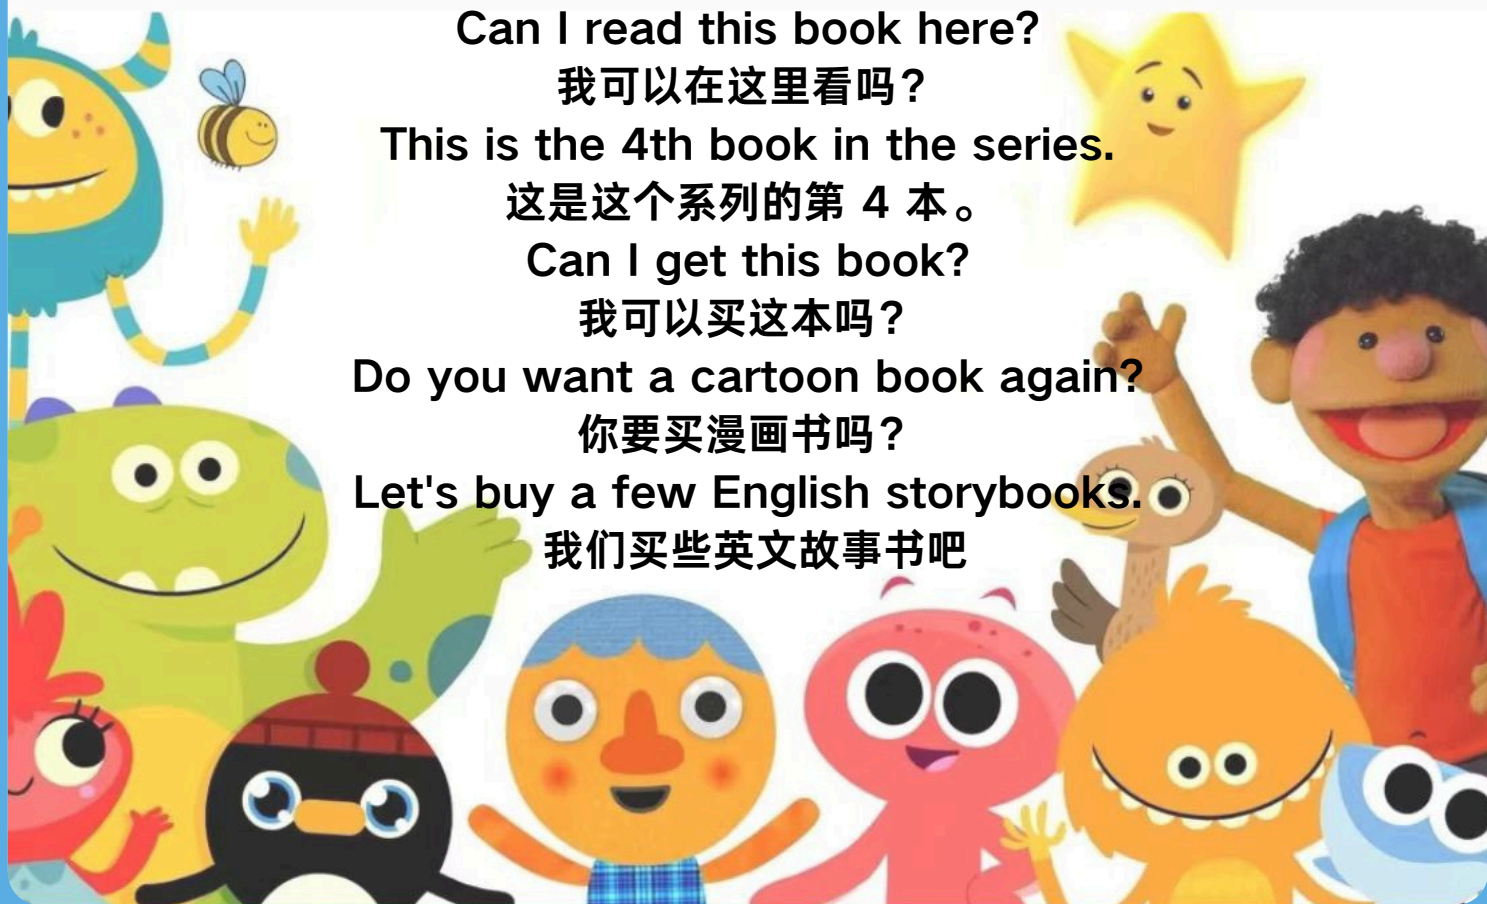 Can I read this book here?
我可以在这里看吗？
This is the 4th book in the series.
这是这个系列的第 4 本。
Can I get this book?
我可以买这本吗？
Do you want a cartoon book again?
你要买漫画书吗？
Let's buy a few English storybooks.
我们买些英文故事书吧